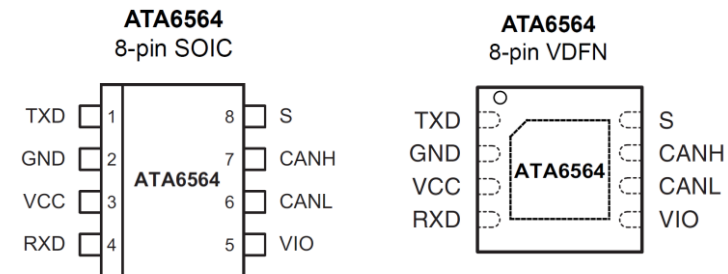 ATA6564
8-pin SOIC
TXD 1 8 S
GND 2 7 CANH
ATA6564
VCC 3 6 CANL
RXD 4 5 VIO
ATA6564
8-pin VDFN
TXD S
GND CANH
ATA6564
VCC CANL
RXD VIO